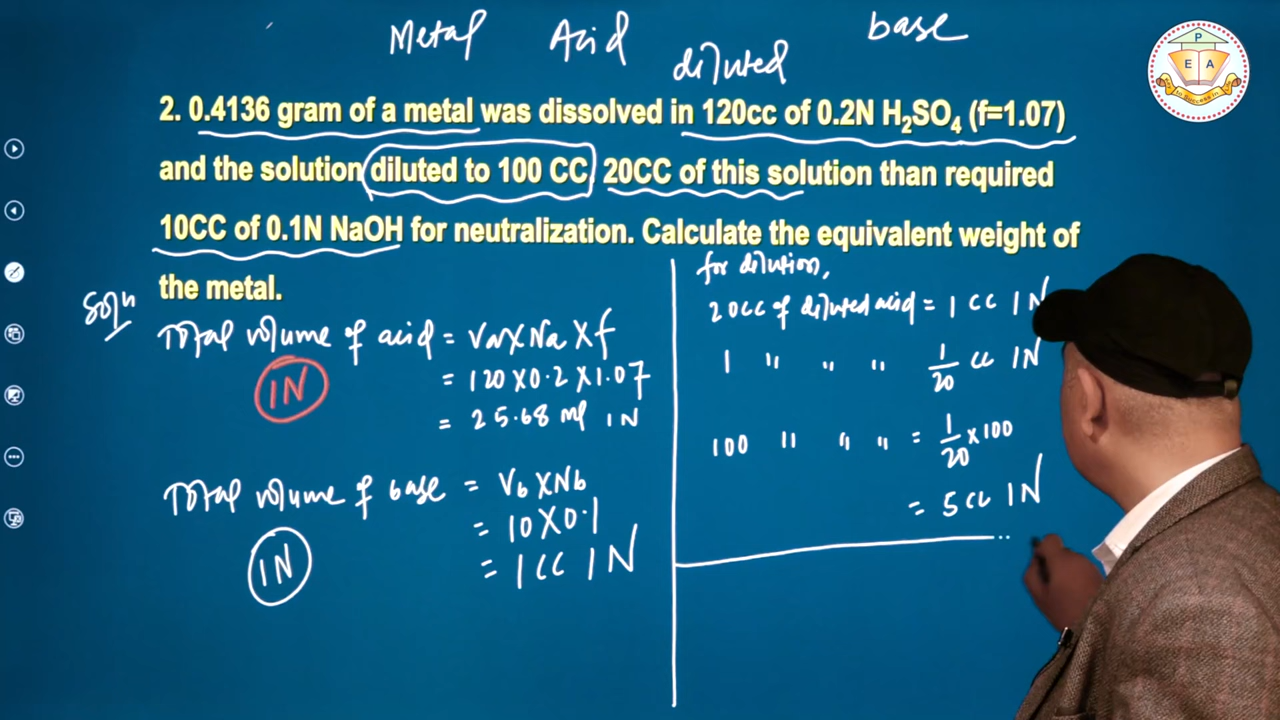 Metal Acid diluted base
P
E A
2. 0.4136 gram of a metal was dissolved in 120cc of 0.2N H₂SO₄ (f=1.07)
and the solution diluted to 100 CC, 20CC of this solution than required
10CC of 0.1N NaOH for neutralization. Calculate the equivalent weight of
the metal.
Soln
Total volume of acid = Va×Na×f
1N
= 120×0.2×1.07
= 25.68 ml 1N
Total volume of base = Vb×Nb
1N
= 10×0.1
= 1CC 1N
for dilution,
20CC of diluted acid = 1 CC 1N
1 " " " 1/20 CC 1N
100 " " " = 1/20 × 100
= 5CC 1N